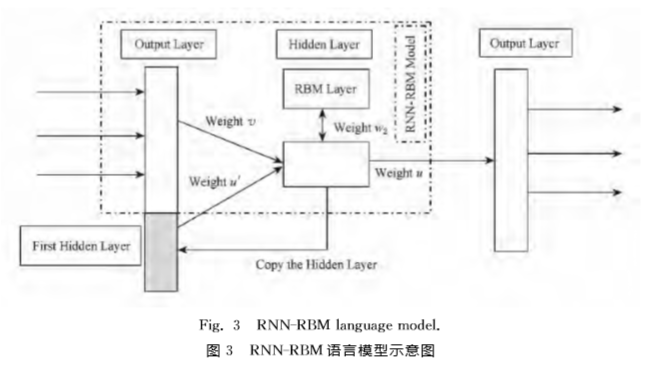 Output Layer
Hidden Layer
Output Layer
RBM Layer
RNN-RBM Model
Weight v
Weight w2
Weight u'
Weight u
First Hidden Layer
Copy the Hidden Layer
Fig. 3 RNN-RBM language model.
图 3 RNN-RBM 语言模型示意图